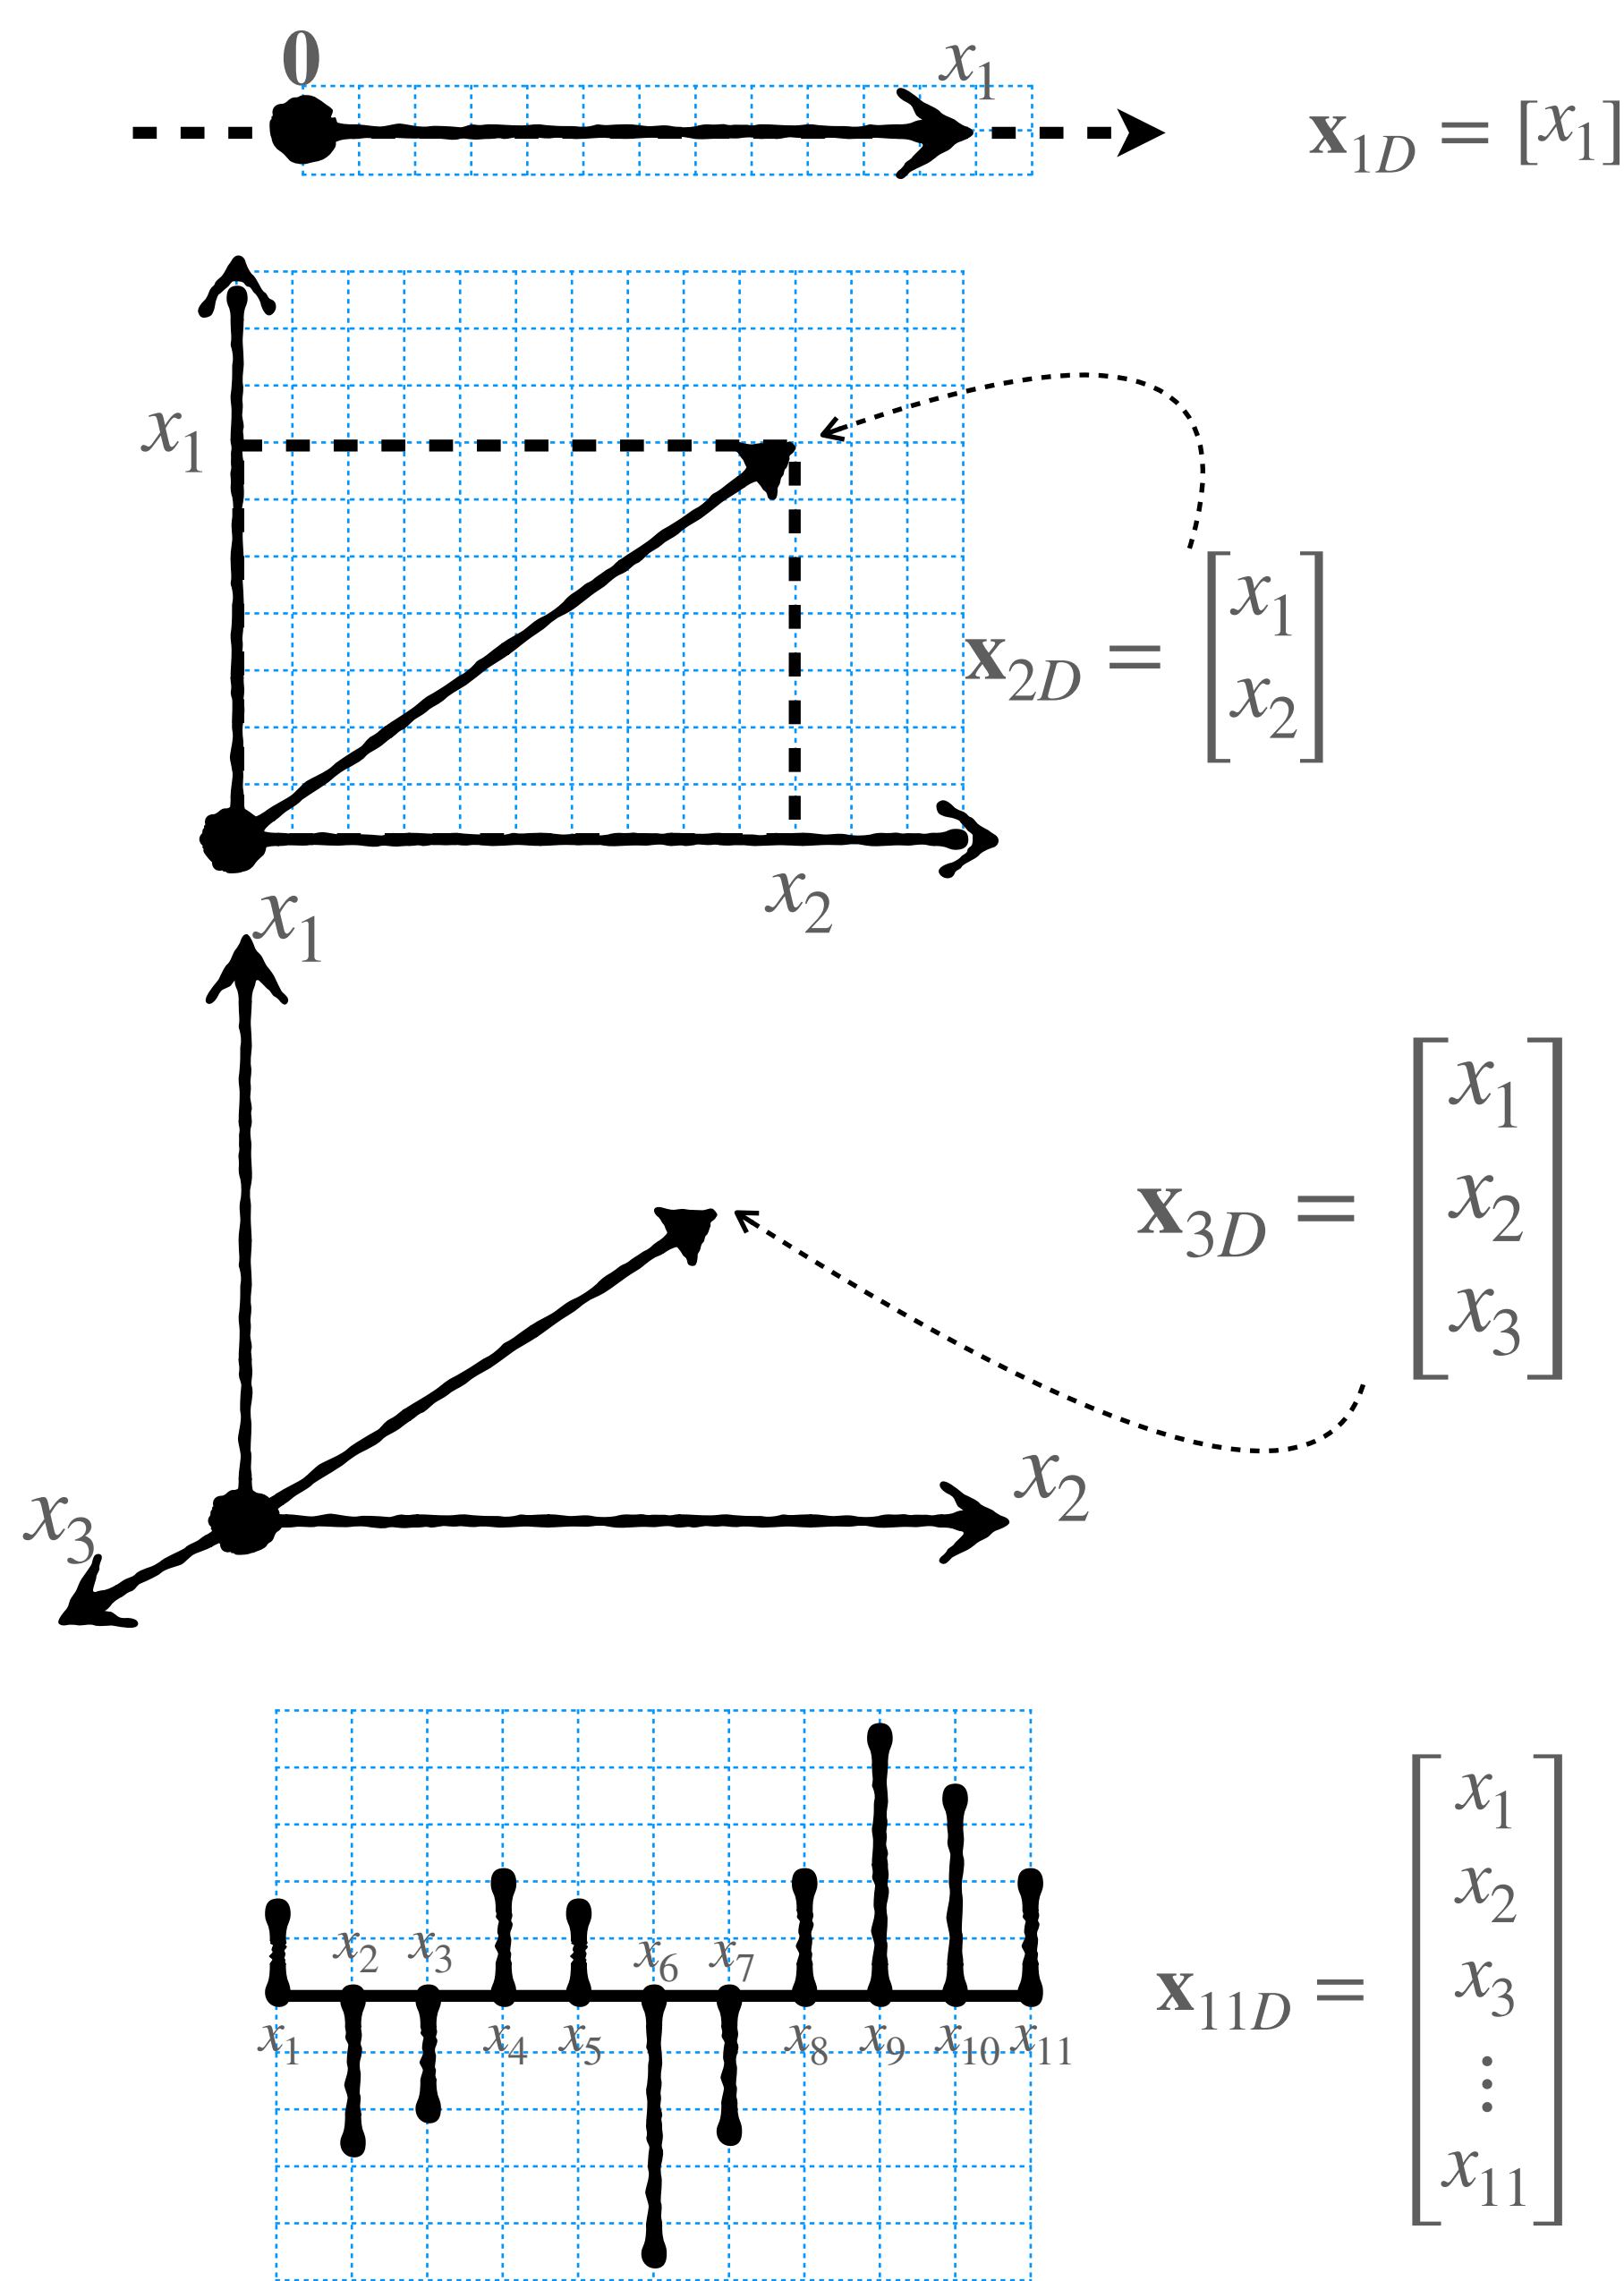 0
x₁
x₁D = [x₁]
x₁
x₂D = [x₁
x₂]
x₂
x₁
x₃D = [x₁
x₂
x₃]
x₂
x₃
x₂ x₃ x₆ x₇
x₁ x₄ x₅ x₈ x₉ x₁₀ x₁₁
x₁₁D = [x₁
x₂
x₃
⋮
x₁₁]